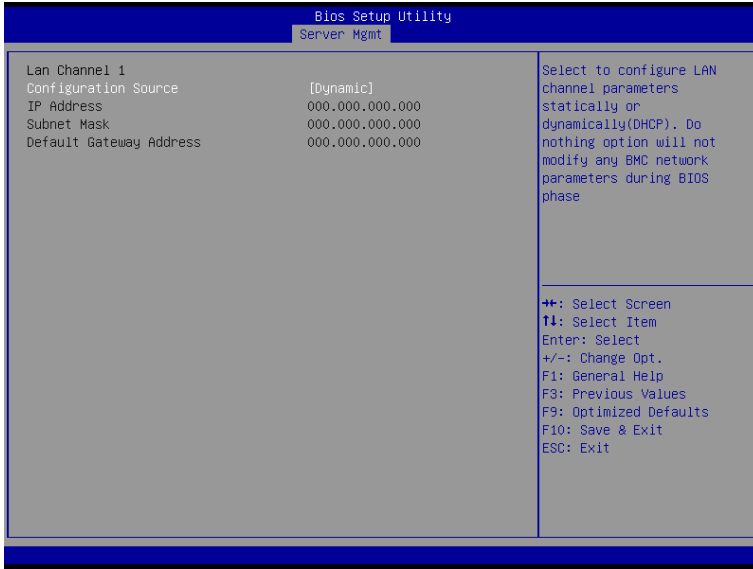 Bios Setup Utility
Server Mgmt
Lan Channel 1
Configuration Source [Dynamic]
IP Address 000.000.000.000
Subnet Mask 000.000.000.000
Default Gateway Address 000.000.000.000
Select to configure LAN
channel parameters
statically or
dynamically(DHCP). Do
nothing option will not
modify any BMC network
parameters during BIOS
phase
→←: Select Screen
↑↓: Select Item
Enter: Select
+/-: Change Opt.
F1: General Help
F3: Previous Values
F9: Optimized Defaults
F10: Save & Exit
ESC: Exit